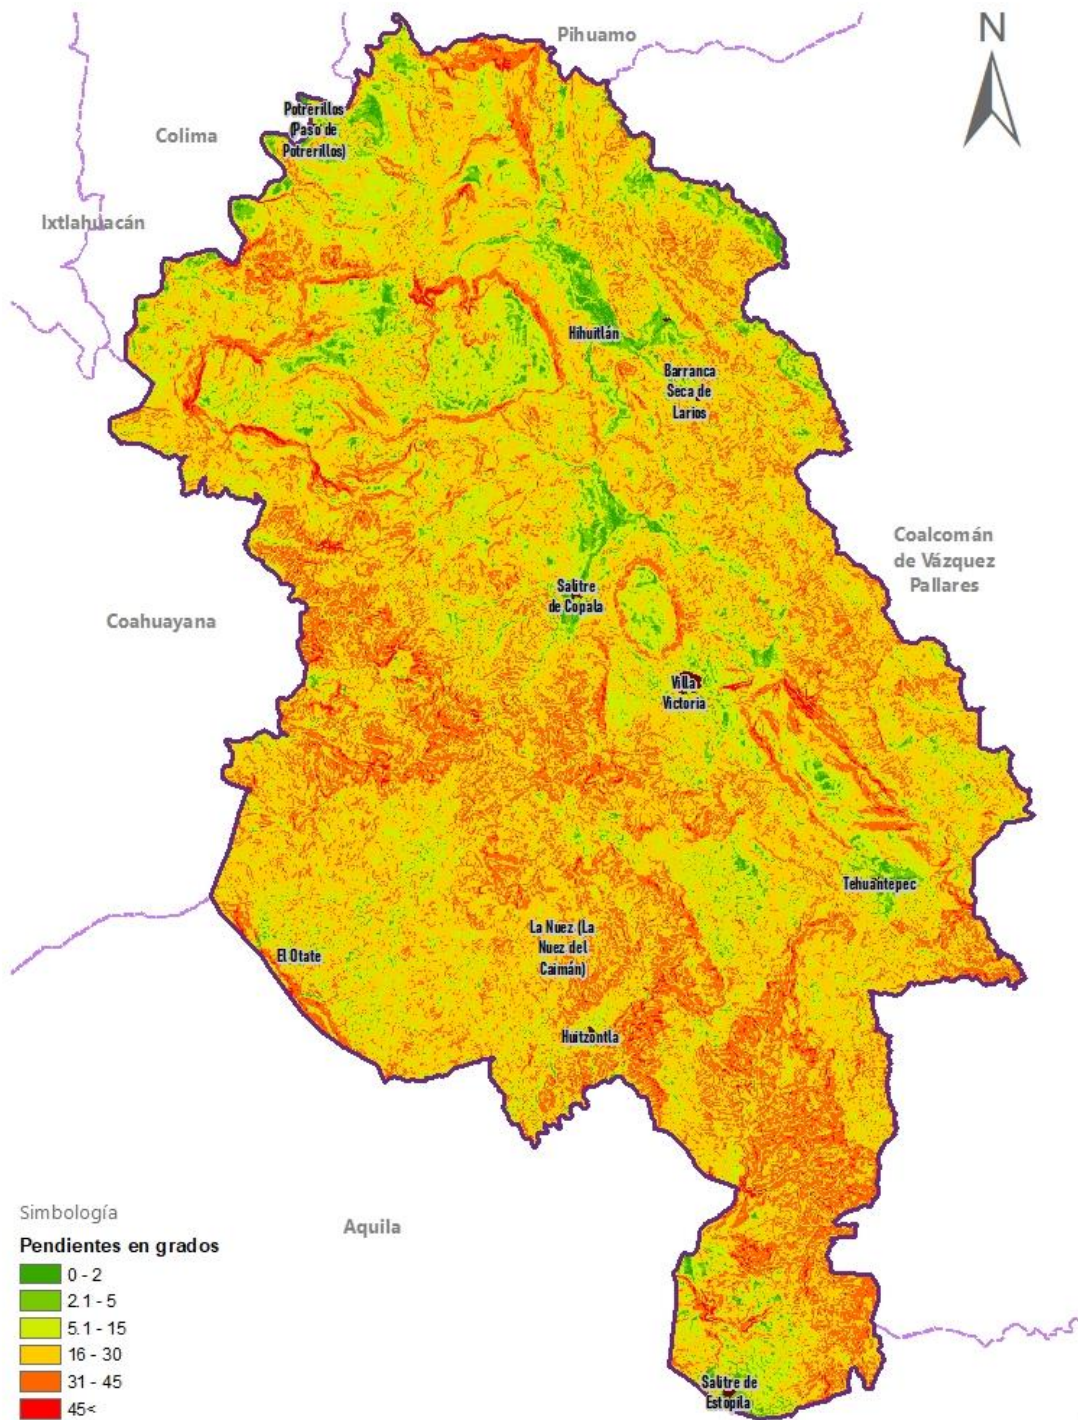 N
Pihuamo
Potrerillos
(Paso de
Potrerillos)
Colima
Ixtlahuacán
Hihuitlán
Barranca
Seca de
Larios
Coalcomán
de Vázquez
Pallares
Salitre
de Copala
Coahuayana
Villa
Victoria
Tehuantepec
La Nuez (La
Nuez del
Caimán)
El Otate
Huitzontla
Aquila
Salitre de
Estopila
Simbología
Pendientes en grados
0 - 2
2.1 - 5
5.1 - 15
16 - 30
31 - 45
45<